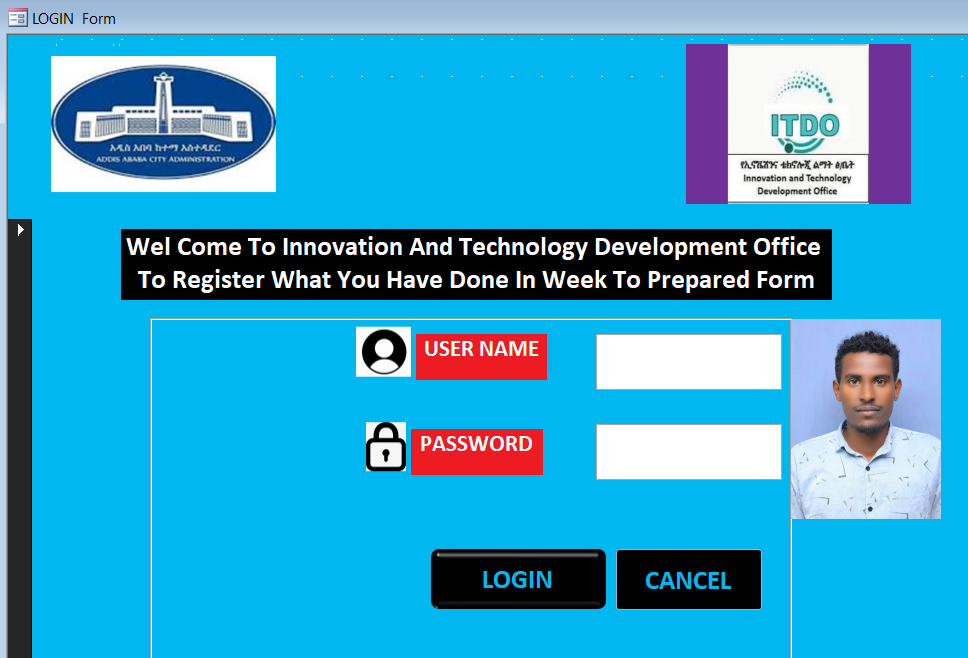 LOGIN Form
አዲስ አበባ ከተማ አስተዳደር
ADDIS ABABA CITY ADMINISTRATION
ITDO
የኢኖቬሽንና ቴክኖሎጂ ልማት ፅ/ቤት
Innovation and Technology
Development Office
Wel Come To Innovation And Technology Development Office
To Register What You Have Done In Week To Prepared Form
USER NAME
PASSWORD
LOGIN
CANCEL